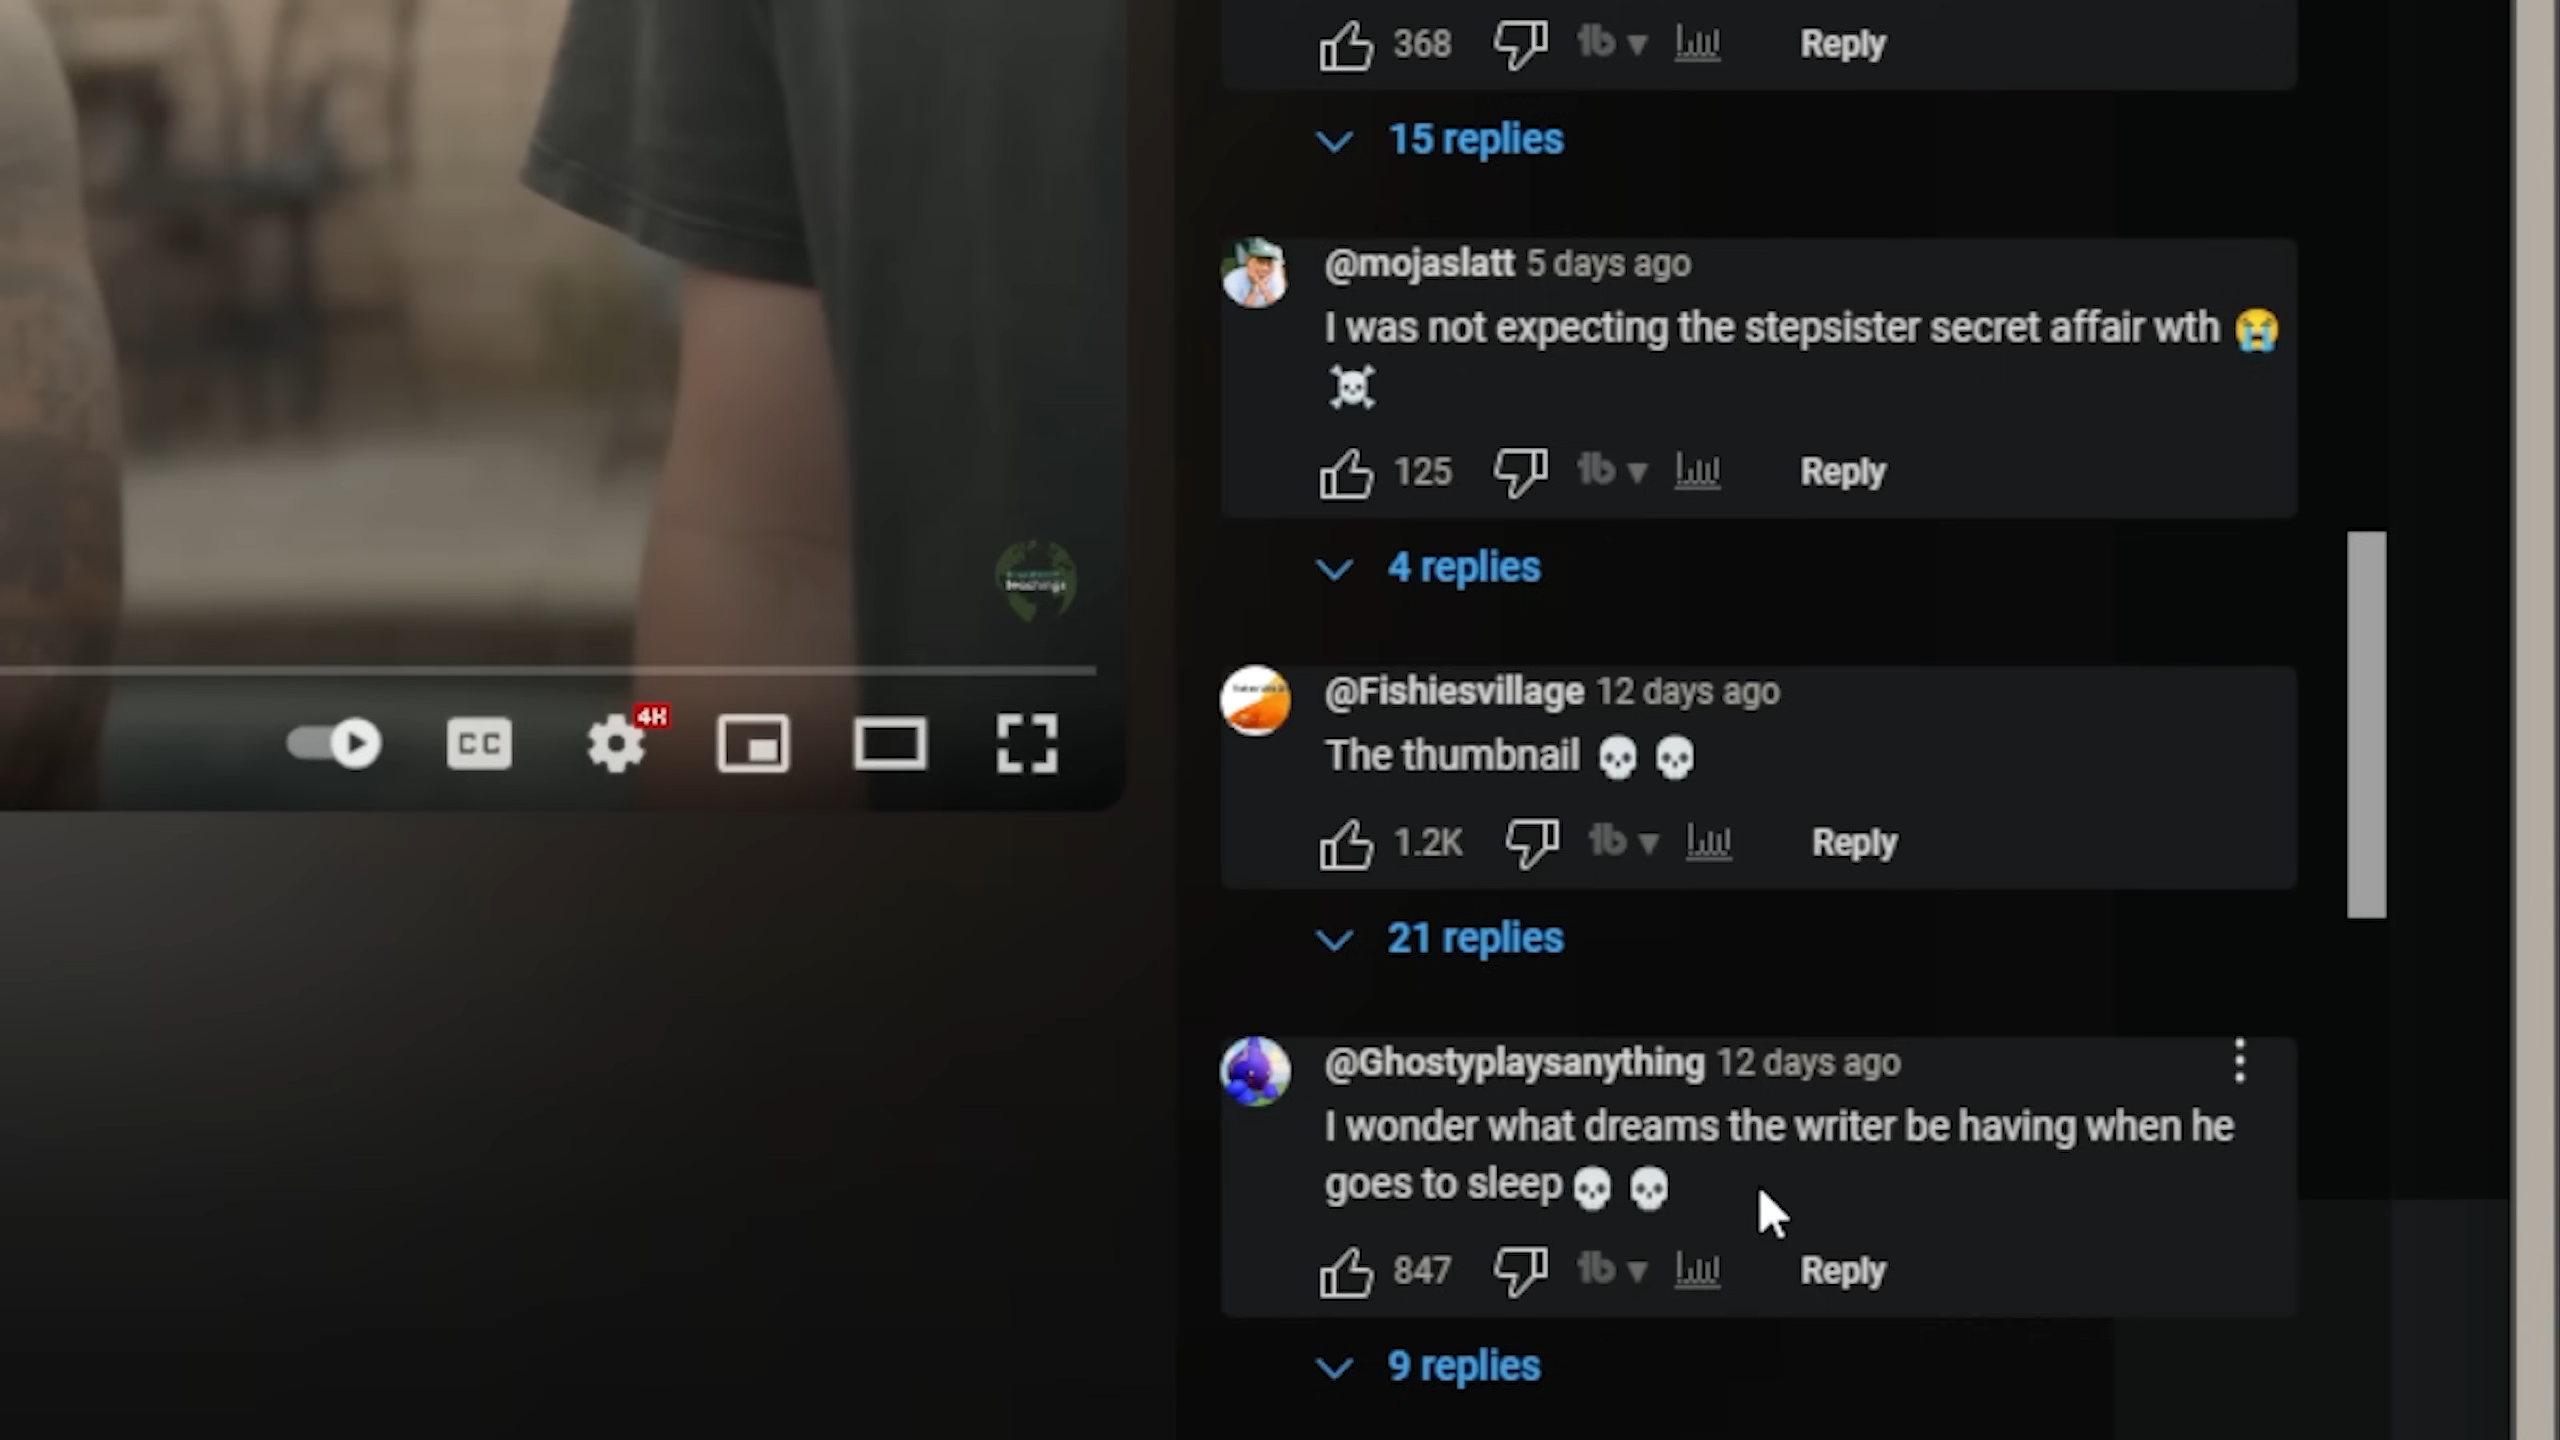 368 Reply
15 replies
@mojaslatt 5 days ago
I was not expecting the stepsister secret affair wth 😭
☠️
125 Reply
4 replies
4K
CC
@Fishiesvillage 12 days ago
The thumbnail 💀 💀
1.2K Reply
21 replies
@Ghostyplaysanything 12 days ago
I wonder what dreams the writer be having when he
goes to sleep 💀 💀
847 Reply
9 replies